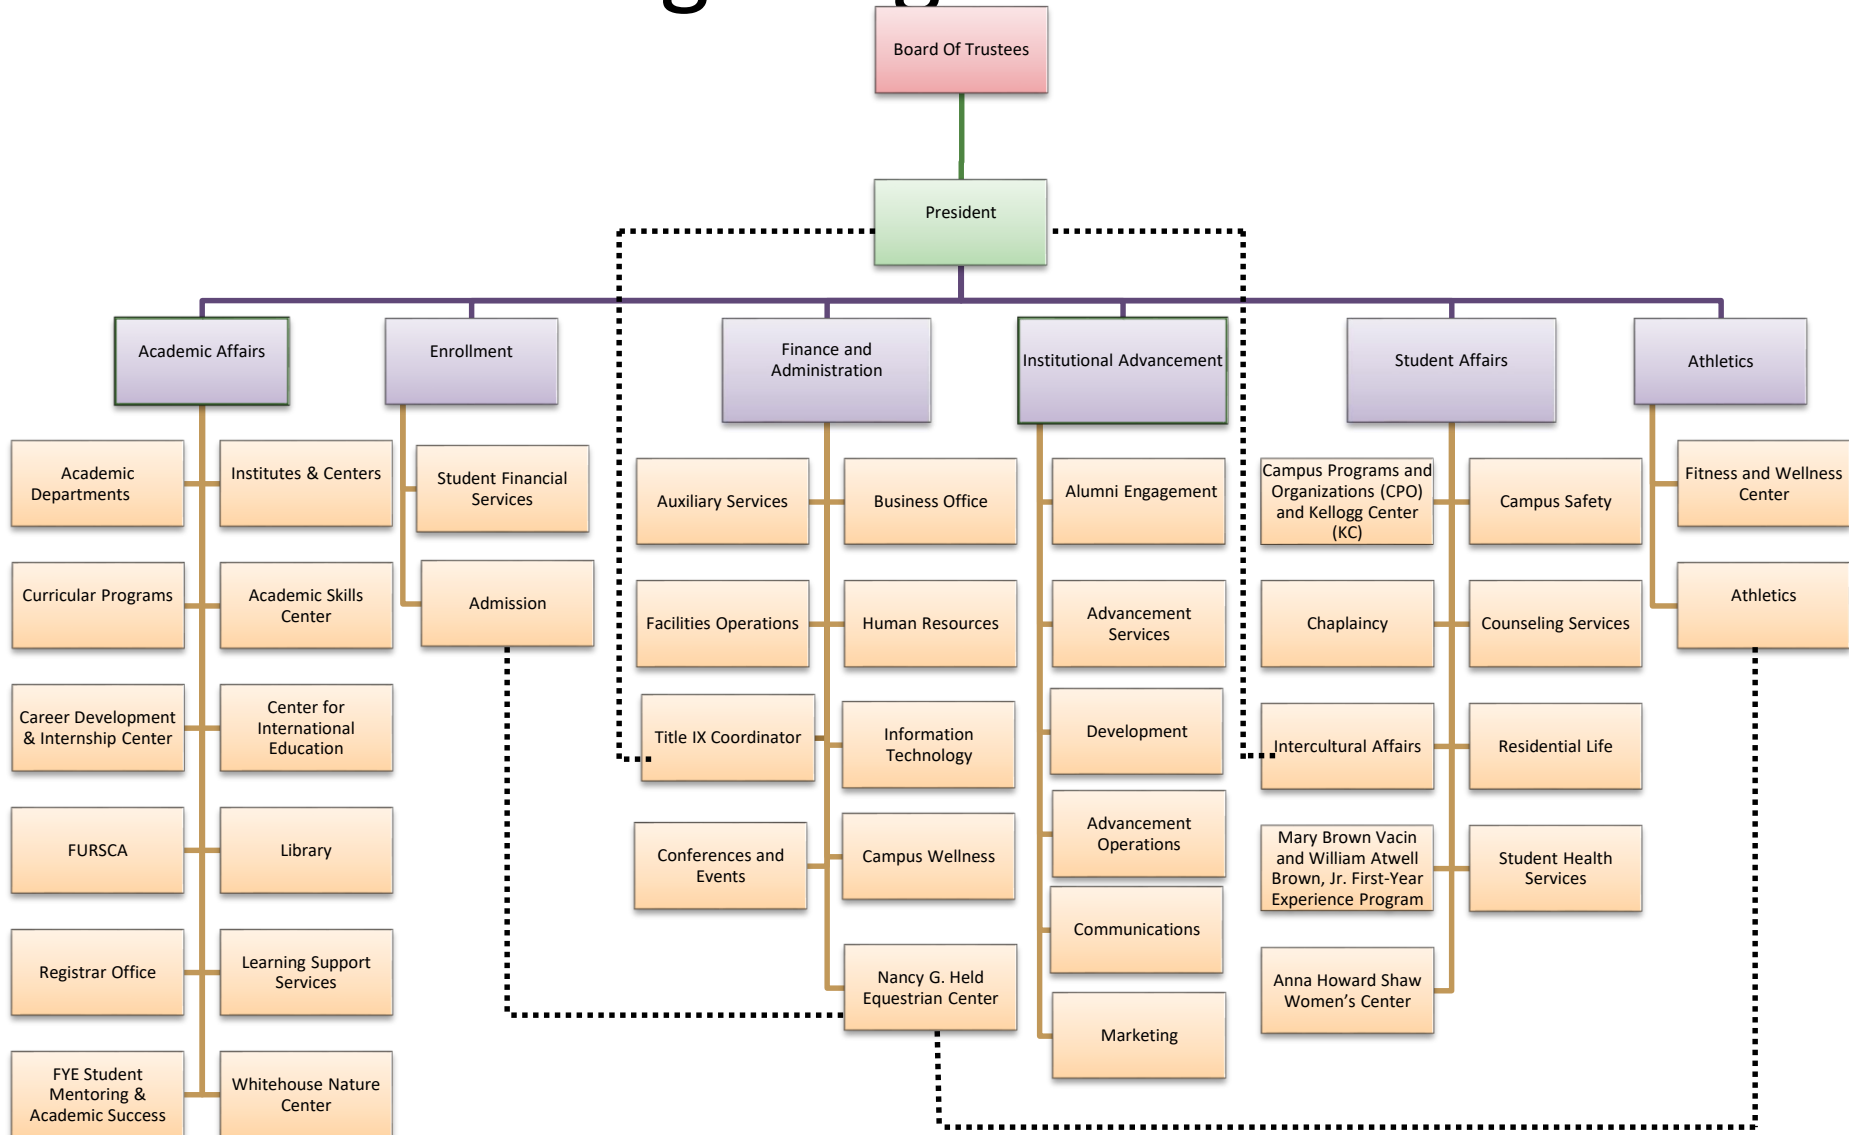 Board Of Trustees
President
Academic Affairs
Enrollment
Finance and
Administration
Institutional Advancement
Student Affairs
Athletics
Academic
Departments
Institutes & Centers
Curricular Programs
Academic Skills
Center
Career Development
& Internship Center
Center for
International
Education
FURSCA
Library
Registrar Office
Learning Support
Services
FYE Student
Mentoring &
Academic Success
Whitehouse Nature
Center
Student Financial
Services
Admission
Auxiliary Services
Business Office
Facilities Operations
Human Resources
Title IX Coordinator
Information
Technology
Conferences and
Events
Campus Wellness
Nancy G. Held
Equestrian Center
Alumni Engagement
Advancement
Services
Development
Advancement
Operations
Communications
Marketing
Campus Programs and
Organizations (CPO)
and Kellogg Center
(KC)
Campus Safety
Chaplaincy
Counseling Services
Intercultural Affairs
Residential Life
Mary Brown Vacin
and William Atwell
Brown, Jr. First-Year
Experience Program
Student Health
Services
Anna Howard Shaw
Women’s Center
Fitness and Wellness
Center
Athletics